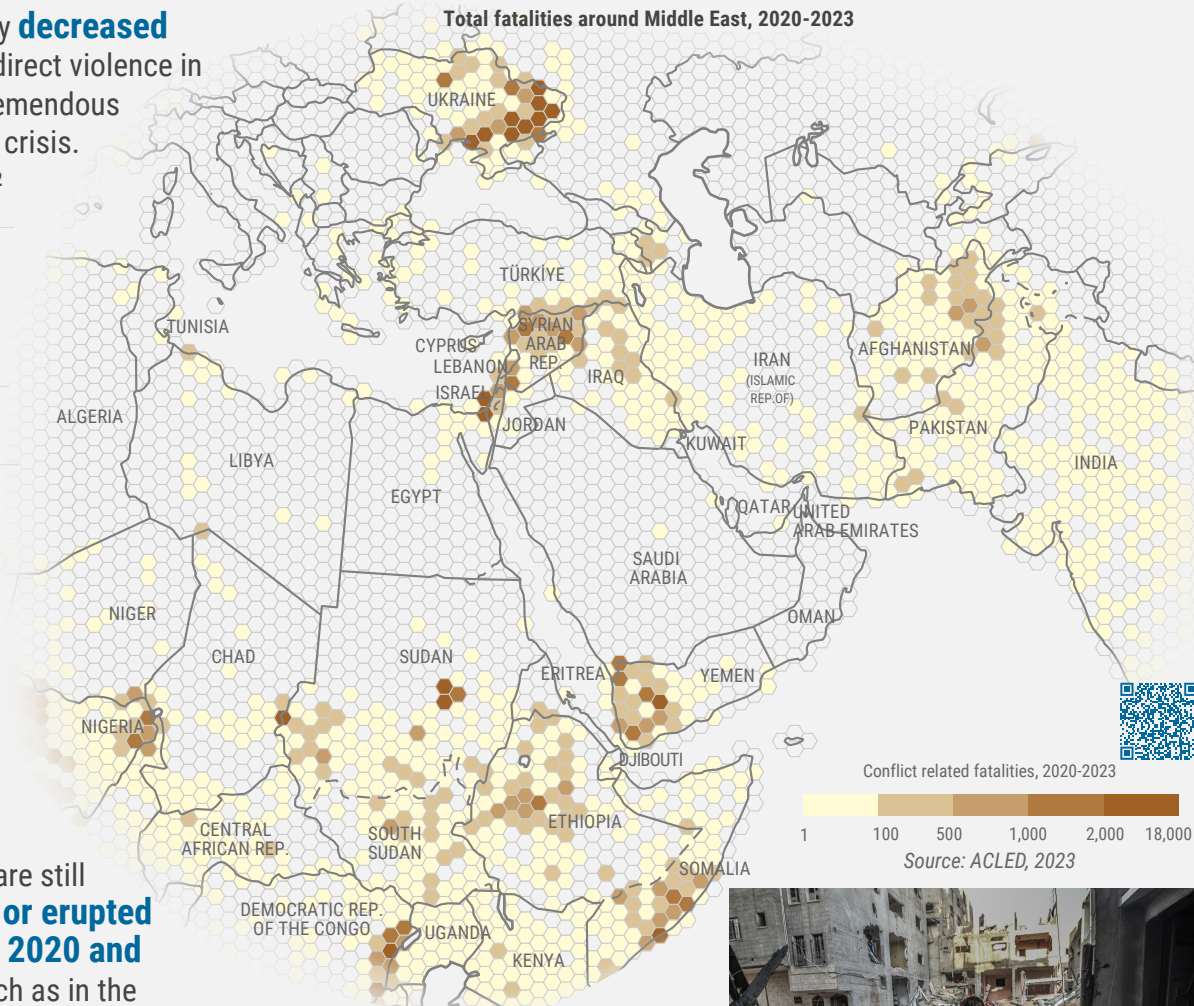 Total fatalities around Middle East, 2020-2023
y decreased
direct violence in
emendous
crisis.
2
UKRAINE
TÜRKİYE
TUNISIA
CYPRUS
SYRIAN
ARAB
REP.
LEBANON
ISRAEL
IRAQ
IRAN
(ISLAMIC
REP.OF)
AFGHANISTAN
ALGERIA
JORDAN
PAKISTAN
KUWAIT
LIBYA
INDIA
EGYPT
QATAR
UNITED
ARAB EMIRATES
SAUDI
ARABIA
NIGER
OMAN
CHAD
SUDAN
ERITREA
YEMEN
NIGERIA
DJIBOUTI
Conflict related fatalities, 2020-2023
1 100 500 1,000 2,000 18,000
Source: ACLED, 2023
CENTRAL
AFRICAN REP.
SOUTH
SUDAN
ETHIOPIA
SOMALIA
DEMOCRATIC REP.
OF THE CONGO
UGANDA
KENYA
are still
or erupted
2020 and
ch as in the